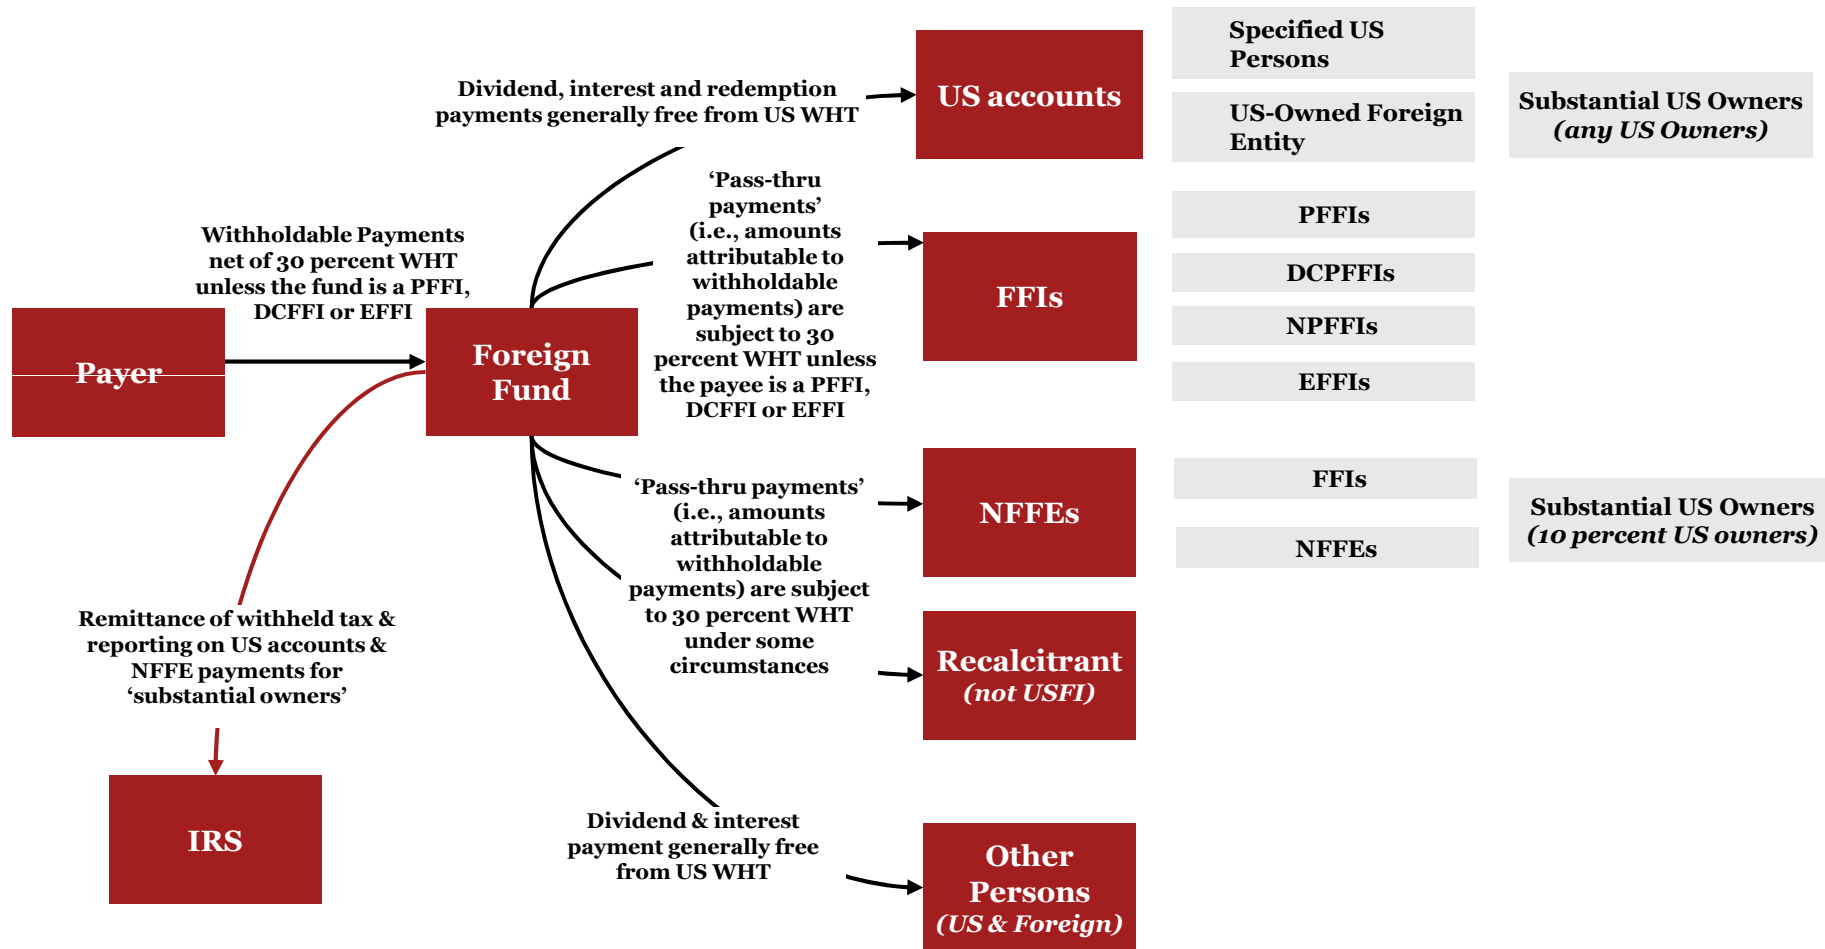 Payer
Withholdable Payments
net of 30 percent WHT
unless the fund is a PFFI,
DCFFI or EFFI
Foreign
Fund
Remittance of withheld tax &
reporting on US accounts &
NFFE payments for
‘substantial owners’
IRS
Dividend, interest and redemption
payments generally free from US WHT
US accounts
Specified US
Persons
US-Owned Foreign
Entity
Substantial US Owners
(any US Owners)
‘Pass-thru
payments’
(i.e., amounts
attributable to
withholdable
payments) are
subject to 30
percent WHT unless
the payee is a PFFI,
DCFFI or EFFI
FFIs
PFFIs
DCPFFIs
NPFFIs
EFFIs
‘Pass-thru payments’
(i.e., amounts
attributable to
withholdable
payments) are subject
to 30 percent WHT
under some
circumstances
NFFEs
FFIs
NFFEs
Substantial US Owners
(10 percent US owners)
Recalcitrant
(not USFI)
Dividend & interest
payment generally free
from US WHT
Other
Persons
(US & Foreign)